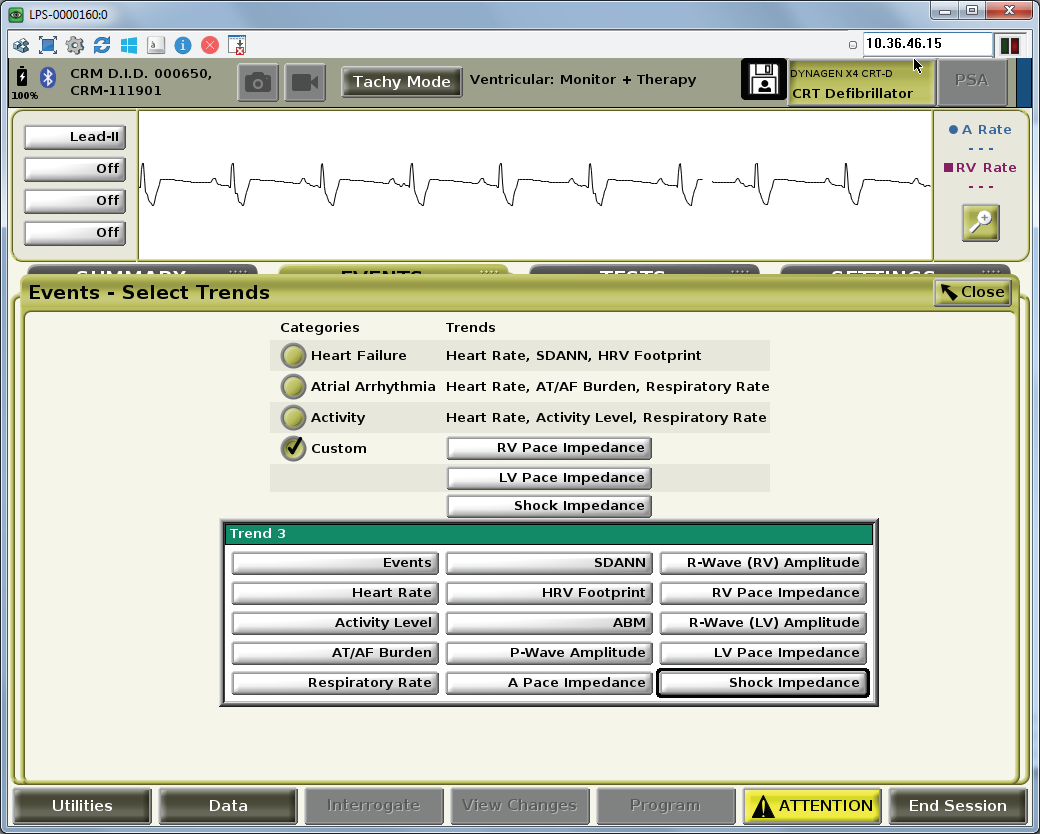 LPS-0000160:0
10.36.46.15
100%
CRM D.I.D. 000650,
CRM-111901
Tachy Mode
Ventricular: Monitor + Therapy
DYNAGEN X4 CRT-D
CRT Defibrillator
PSA
Lead-II
Off
Off
Off
A Rate
- - -
RV Rate
- - -
SUMMARY EVENTS TESTS SETTINGS
Events - Select Trends
Close
Categories Trends
Heart Failure Heart Rate, SDANN, HRV Footprint
Atrial Arrhythmia Heart Rate, AT/AF Burden, Respiratory Rate
Activity Heart Rate, Activity Level, Respiratory Rate
Custom RV Pace Impedance
LV Pace Impedance
Shock Impedance
Trend 3
Events SDANN R-Wave (RV) Amplitude
Heart Rate HRV Footprint RV Pace Impedance
Activity Level ABM R-Wave (LV) Amplitude
AT/AF Burden P-Wave Amplitude LV Pace Impedance
Respiratory Rate A Pace Impedance Shock Impedance
Utilities Data Interrogate View Changes Program ATTENTION End Session